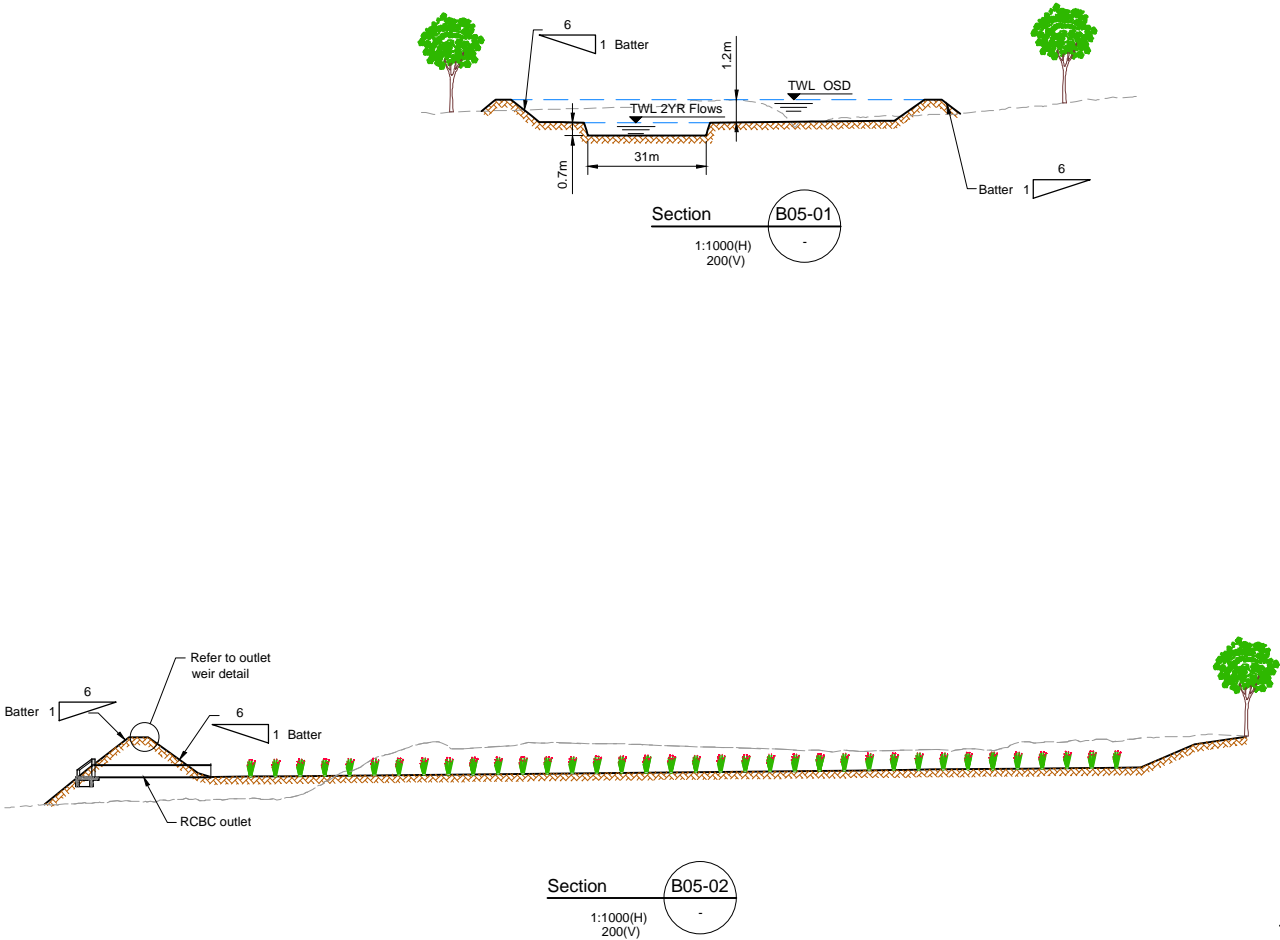 6
1 Batter
1.2m
TWL OSD
TWL 2YR Flows
0.7m
31m
6
Batter 1
Section B05-01
1:1000(H)
200(V)
-
Refer to outlet
weir detail
6
Batter 1
6
1 Batter
RCBC outlet
Section B05-02
1:1000(H)
200(V)
-